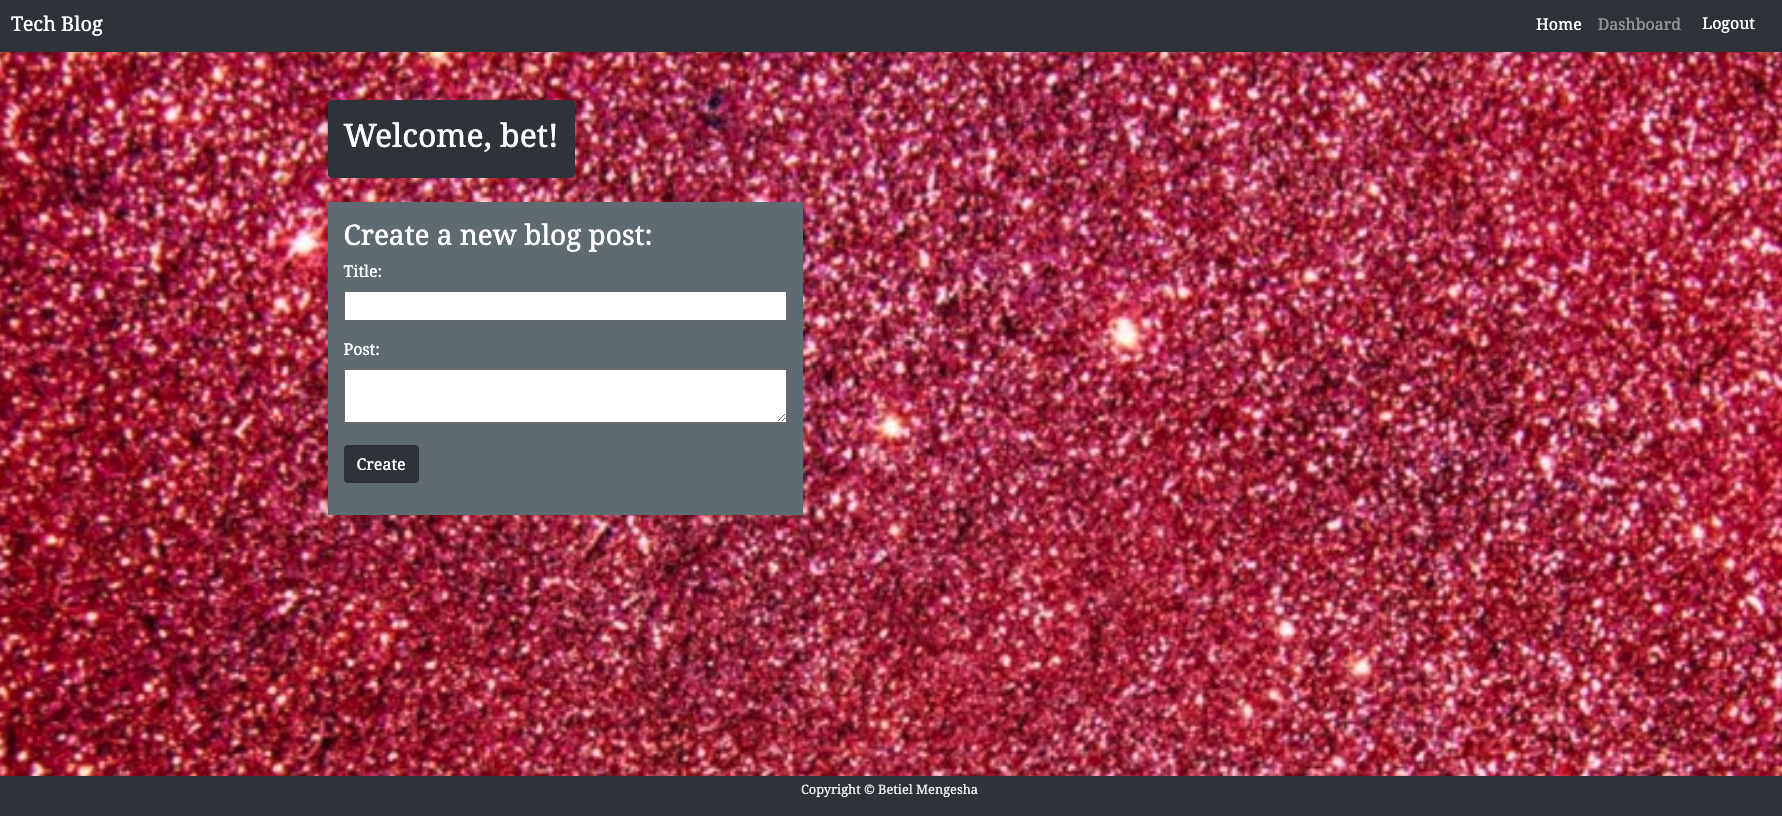 Tech Blog
Home Dashboard Logout
Welcome, bet!
Create a new blog post:
Title:
Post:
Create
Copyright © Betiel Mengesha